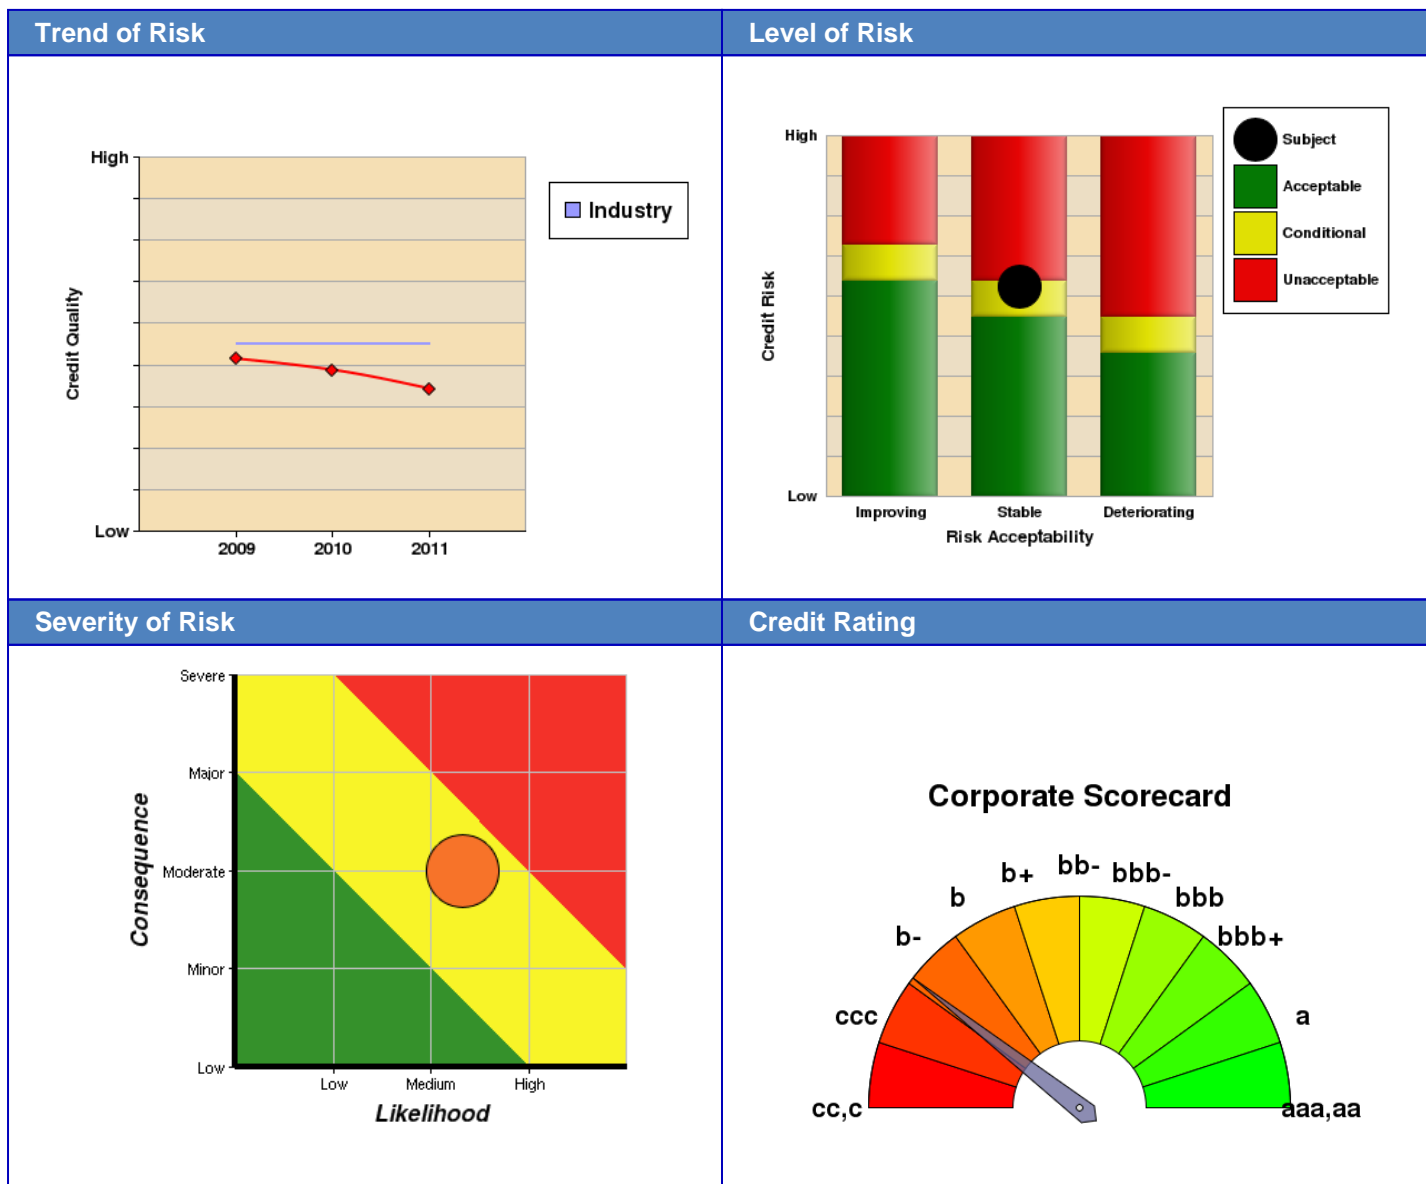 Trend of Risk
High
Credit Quality
Low
2009 2010 2011
Industry
Level of Risk
High
Credit Risk
Low
Improving Stable Deteriorating
Risk Acceptability
Subject
Acceptable
Conditional
Unacceptable
Severity of Risk
Severe
Major
Moderate
Minor
Low
Consequence
Low Medium High
Likelihood
Credit Rating
Corporate Scorecard
cc,c
ccc
b-
b
b+
bb-
bbb-
bbb
bbb+
a
aaa,aa